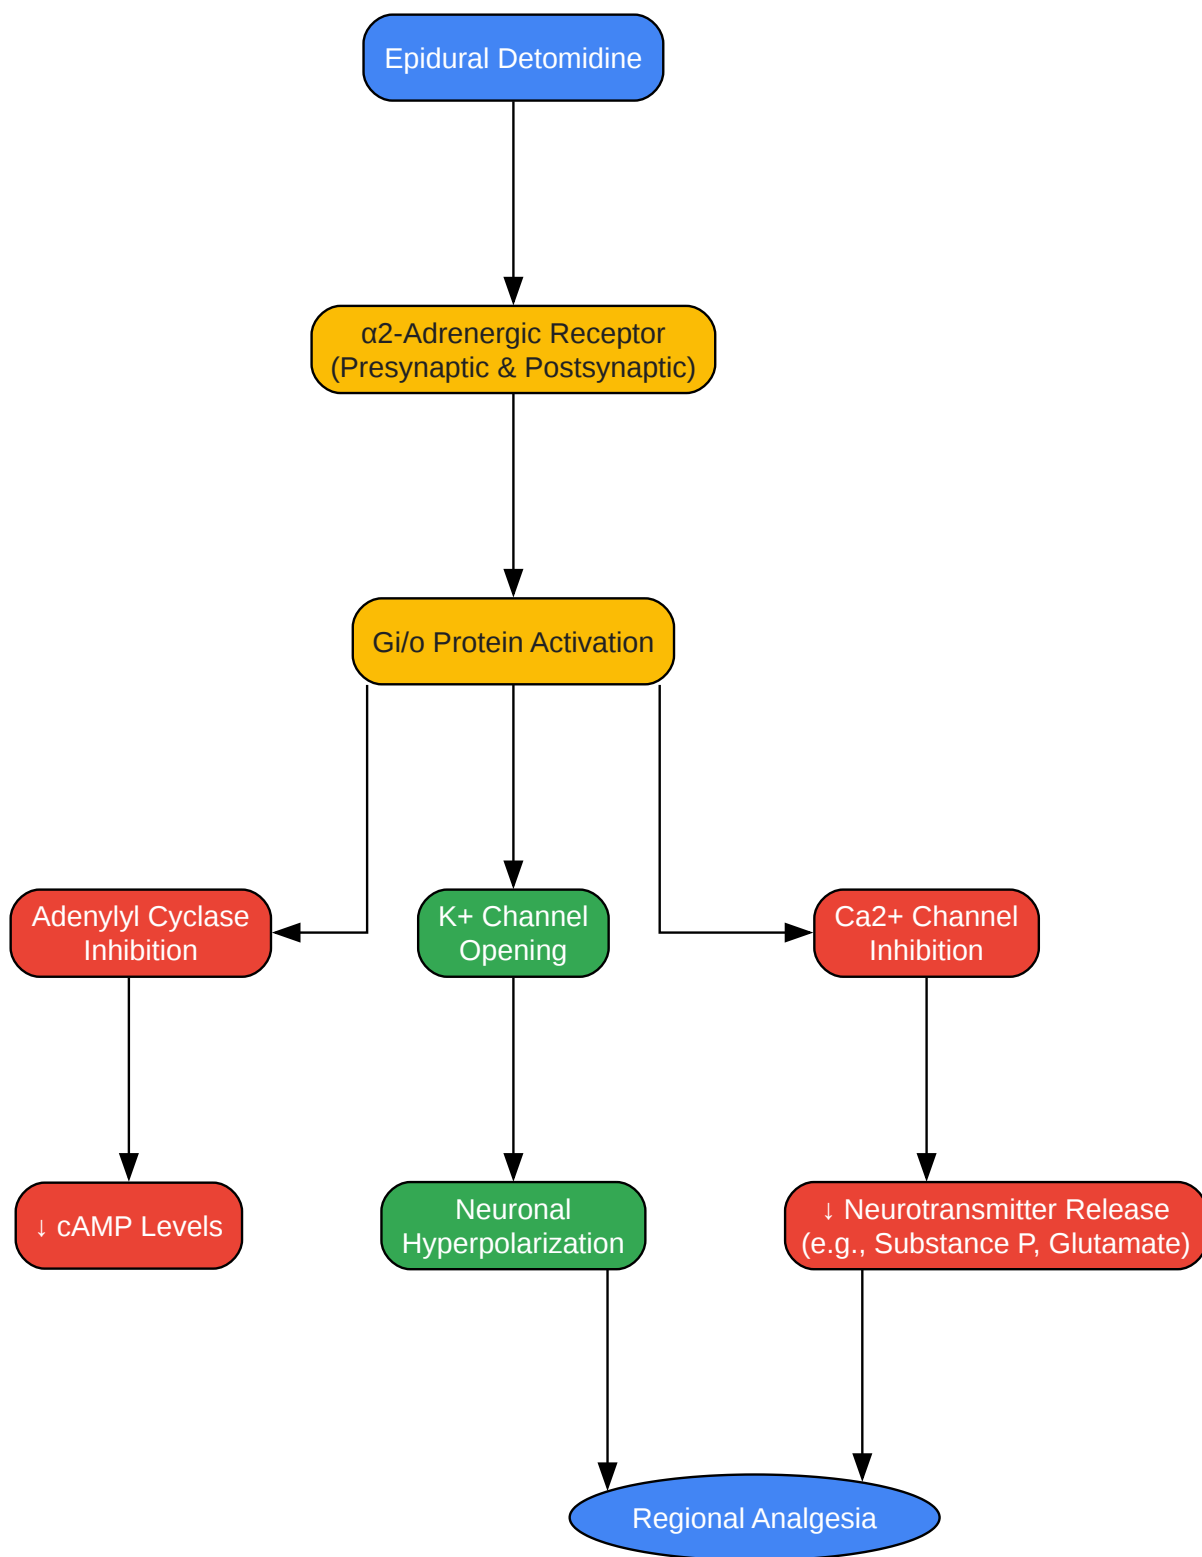 Epidural Detomidine
α2-Adrenergic Receptor
(Presynaptic & Postsynaptic)
Gi/o Protein Activation
Adenylyl Cyclase
Inhibition
K+ Channel
Opening
Ca2+ Channel
Inhibition
↓ cAMP Levels
Neuronal
Hyperpolarization
↓ Neurotransmitter Release
(e.g., Substance P, Glutamate)
Regional Analgesia